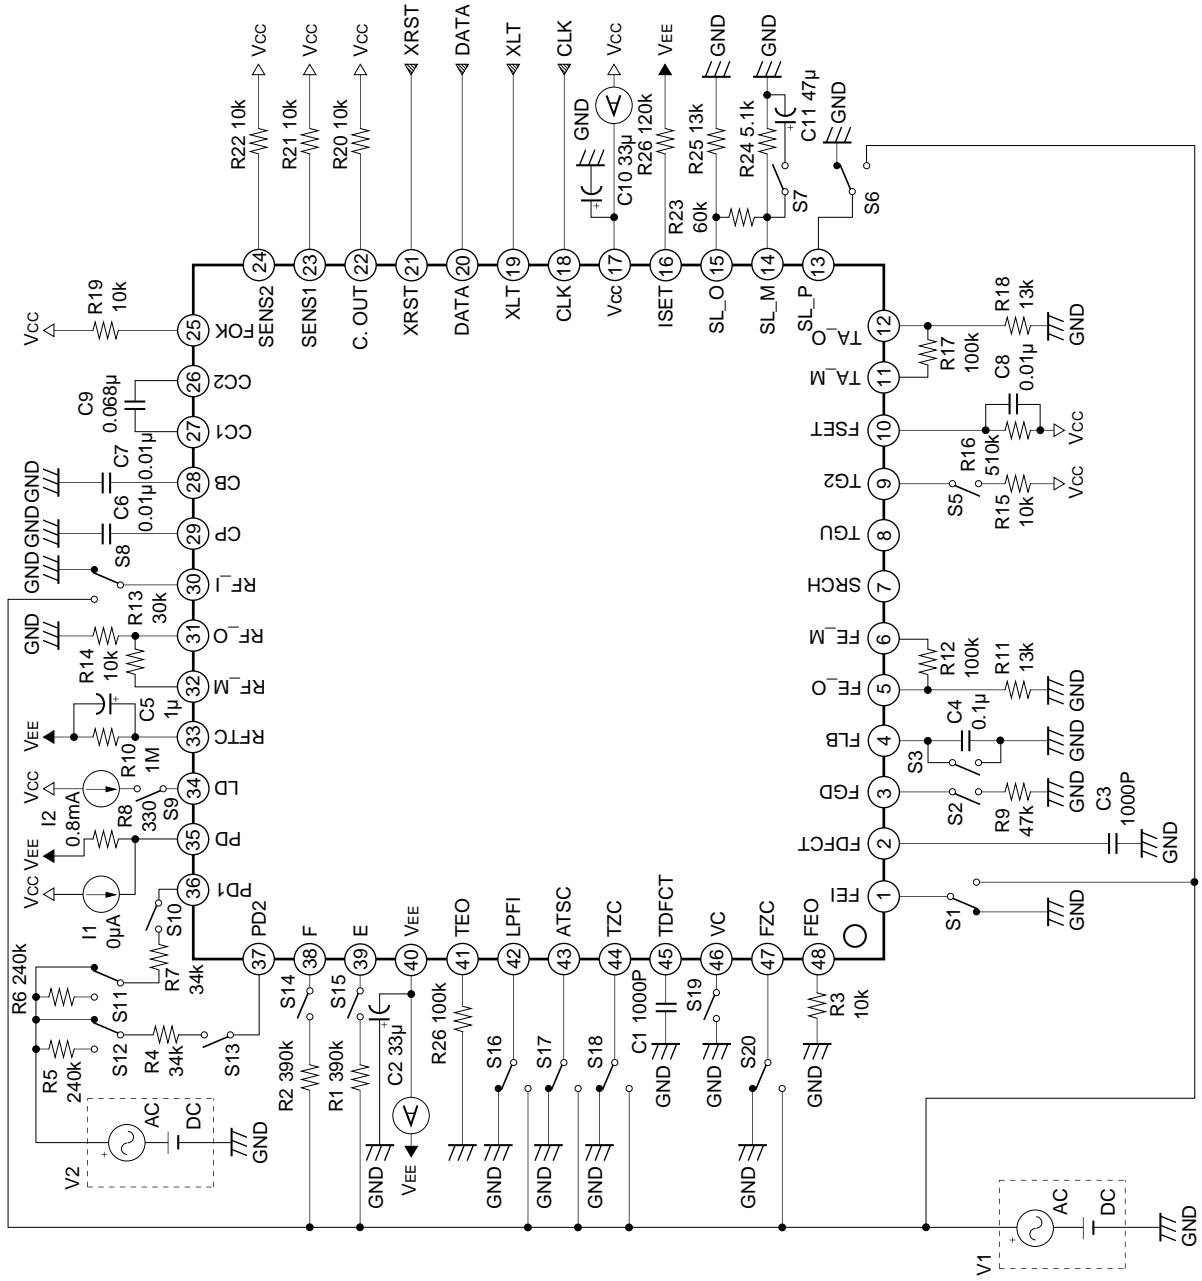 R22 10k
VCC
R21 10k
VCC
R20 10k
VCC
XRST
DATA
XLT
CLK
GND
C10 33µ
A
VCC
R26 120k
VEE
R23
60k
R25 13k
GND
R24 5.1k
GND
C11 47µ
S7
GND
S6
24
23
22
21
20
19
18
17
16
15
14
13
SENS2
SENS1
C. OUT
XRST
DATA
XLT
CLK
VCC
ISET
SL_O
SL_M
SL_P
VCC
R19
10k
25
FOK
C9
0.068µ
26
CC2
27
CC1
GND
C7
0.01µ
28
CB
GND
C6
0.01µ
29
CP
GND
S8
30
RF_I
GND
R13
30k
R14
10k
31
RF_O
32
RF_M
VEE
C5
1µ
R10
1M
33
RFTC
VCC
I2
0.8mA
R8
330
S9
34
LD
VEE
35
PD
VCC
I1
0µA
36
PD1
S10
R7
34k
S11
R6 240k
S12
R5
240k
R4
34k
S13
V2
AC
DC
GND
12
TA_O
R18
13k
GND
R17
100k
11
TA_M
10
FSET
C8
0.01µ
R16
510k
VCC
9
TG2
S5
R15
10k
VCC
8
TGU
7
SRCH
6
FE_M
R12
100k
5
FE_O
R11
13k
GND
4
FLB
C4
0.1µ
S3
GND
3
FGD
S2
R9
47k
GND
2
FDFCT
C3
1000P
GND
1
FEI
S1
GND
PD2
F
E
VEE
TEO
LPFI
ATSC
TZC
TDFCT
VC
FZC
FEO
37
38
39
40
41
42
43
44
45
46
47
48
S14
R2 390k
S15
R1 390k
C2 33µ
GND
A
VEE
R26 100k
GND
S16
GND
S17
GND
S18
GND
C1 1000P
GND
S19
GND
S20
GND
R3
10k
GND
V1
AC
DC
GND